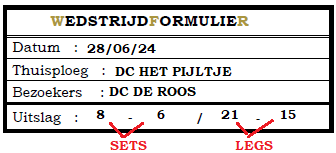 WEDSTRIJDFORMULIER
Datum : 28/06/24
Thuisploeg : DC HET PIJLTJE
Bezoekers : DC DE ROOS
Uitslag : 8 - 6 / 21 - 15
SETS LEGS